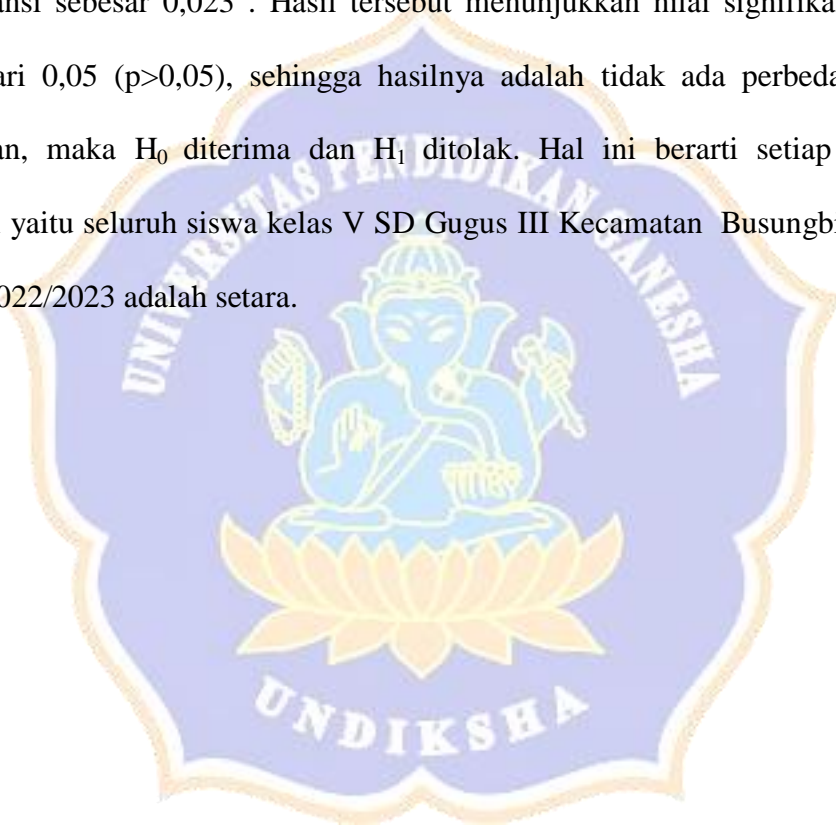 ansi sebesar 0,023 . Hasil tersebut menunjukkan nilai signifika
ari 0,05 (p>0,05), sehingga hasilnya adalah tidak ada perbeda
an, maka H₀ diterima dan H₁ ditolak. Hal ini berarti setiap
yaitu seluruh siswa kelas V SD Gugus III Kecamatan Busungbi
022/2023 adalah setara.
UNIVERSITAS PENDIDIKAN GANESHA
UNDIKSHA